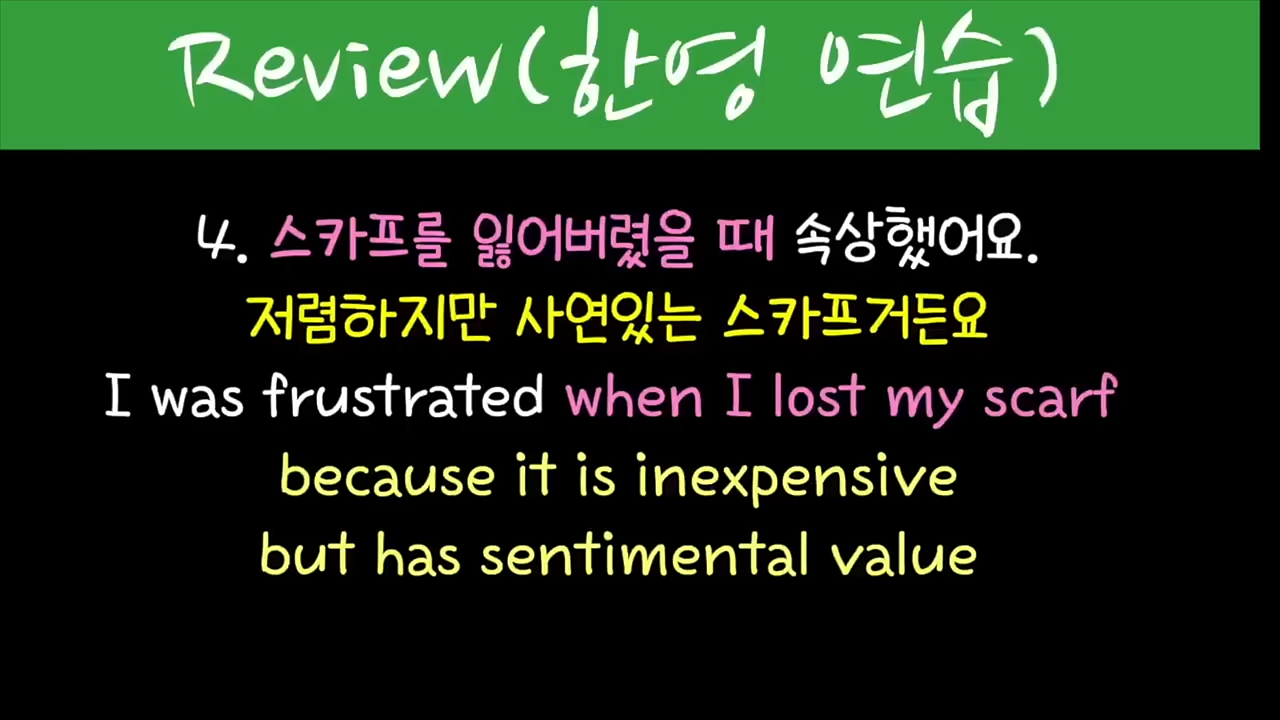 Review(한영 연습)
4. 스카프를 잃어버렸을 때 속상했어요.
저렴하지만 사연있는 스카프거든요
I was frustrated when I lost my scarf
because it is inexpensive
but has sentimental value